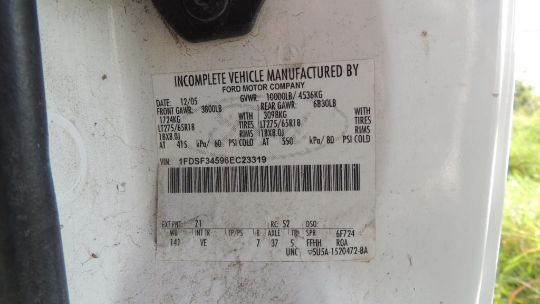 INCOMPLETE VEHICLE MANUFACTURED BY
FORD MOTOR COMPANY
DATE: 12/05 GVWR: 10000LB/ 4536KG
FRONT GAWR: 3800LB REAR GAWR: 6830LB
1724KG WITH 3098KG WITH
LT275/65R18 TIRES LT275/65R18 TIRES
18X8.0J RIMS 18X8.0J RIMS
AT 415 kPa/ 60 PSI COLD AT 550 kPa/ 80 PSI COLD
VIN: 1FDSF34596EC23319
EXT PNT: Z1 RC: 52 DSO:
WB INT TR TP/PS R AXLE TR SPR 6F724
141 VE 7 37 5 FFHH ROA
UNC 5U5A-1520472-BA